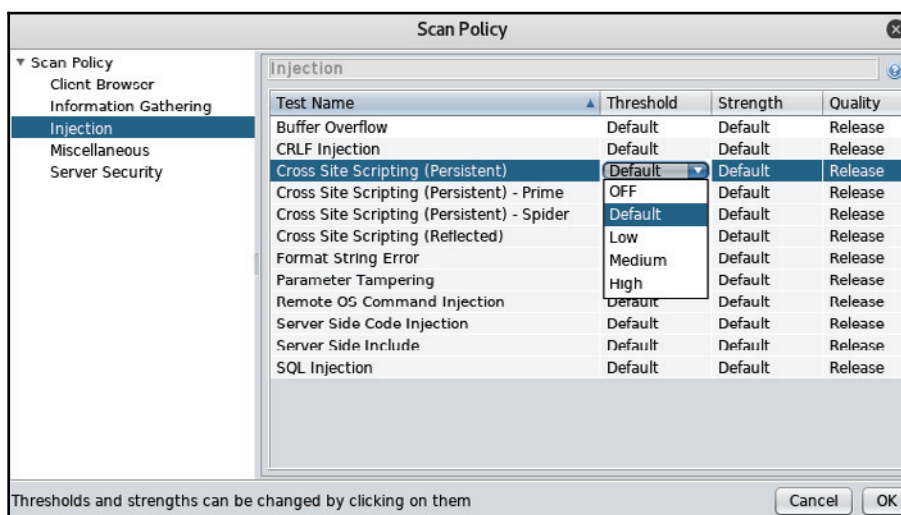 Scan Policy
Scan Policy
Client Browser
Information Gathering
Injection
Miscellaneous
Server Security
Injection
Test Name Threshold Strength Quality
Buffer Overflow Default Default Release
CRLF Injection Default Default Release
Cross Site Scripting (Persistent) Default Default Release
Cross Site Scripting (Persistent) - Prime OFF Default Release
Cross Site Scripting (Persistent) - Spider Default Default Release
Cross Site Scripting (Reflected) Low Default Release
Format String Error Medium Default Release
Parameter Tampering High Default Release
Remote OS Command Injection Default Default Release
Server Side Code Injection Default Default Release
Server Side Include Default Default Release
SQL Injection Default Default Release
Thresholds and strengths can be changed by clicking on them Cancel OK